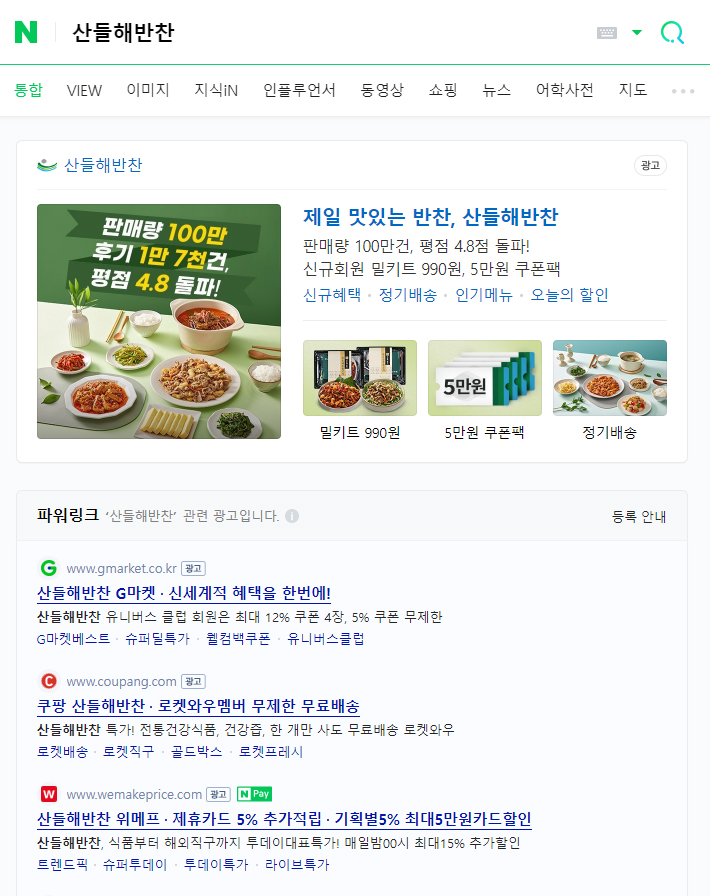 N 산들해반찬
통합 VIEW 이미지 지식iN 인플루언서 동영상 쇼핑 뉴스 어학사전 지도
산들해반찬 광고
판매량 100만
후기 1만 7천건,
평점 4.8 돌파!
제일 맛있는 반찬, 산들해반찬
판매량 100만건, 평점 4.8점 돌파!
신규회원 밀키트 990원, 5만원 쿠폰팩
신규혜택 · 정기배송 · 인기메뉴 · 오늘의 할인
5만원
밀키트 990원 5만원 쿠폰팩 정기배송
파워링크 ‘산들해반찬’ 관련 광고입니다. i 등록 안내
G www.gmarket.co.kr 광고
산들해반찬 G마켓 · 신세계적 혜택을 한번에!
산들해반찬 유니버스 클럽 회원은 최대 12% 쿠폰 4장, 5% 쿠폰 무제한
G마켓베스트 · 슈퍼딜특가 · 웰컴백쿠폰 · 유니버스클럽
C www.coupang.com 광고
쿠팡 산들해반찬 · 로켓와우멤버 무제한 무료배송
산들해반찬 특가! 전통건강식품, 건강즙, 한 개만 사도 무료배송 로켓와우
로켓배송 · 로켓직구 · 골드박스 · 로켓프레시
W www.wemakeprice.com 광고 N Pay
산들해반찬 위메프 · 제휴카드 5% 추가적립 · 기획별5% 최대5만원카드할인
산들해반찬, 식품부터 해외직구까지 투데이대표특가! 매일밤00시 최대15% 추가할인
트렌드픽 · 슈퍼투데이 · 투데이특가 · 라이브특가